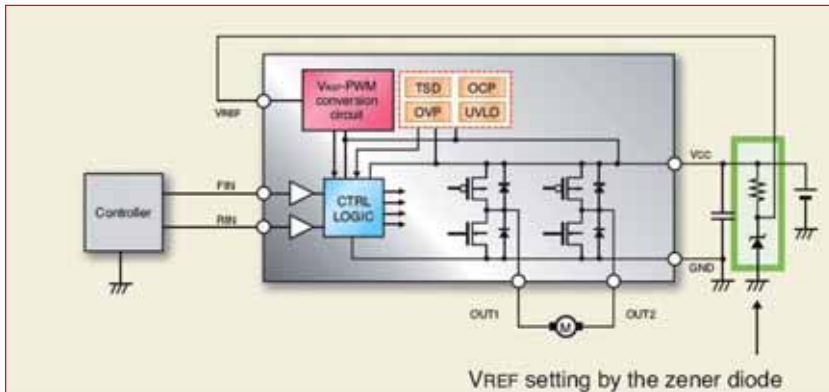 VREF-PWM
conversion
circuit
TSD
OCP
OVP
UVLO
VREF
VCC
FIN
RIN
Controller
CTRL
LOGIC
GND
OUT1
M
OUT2
VREF setting by the zener diode